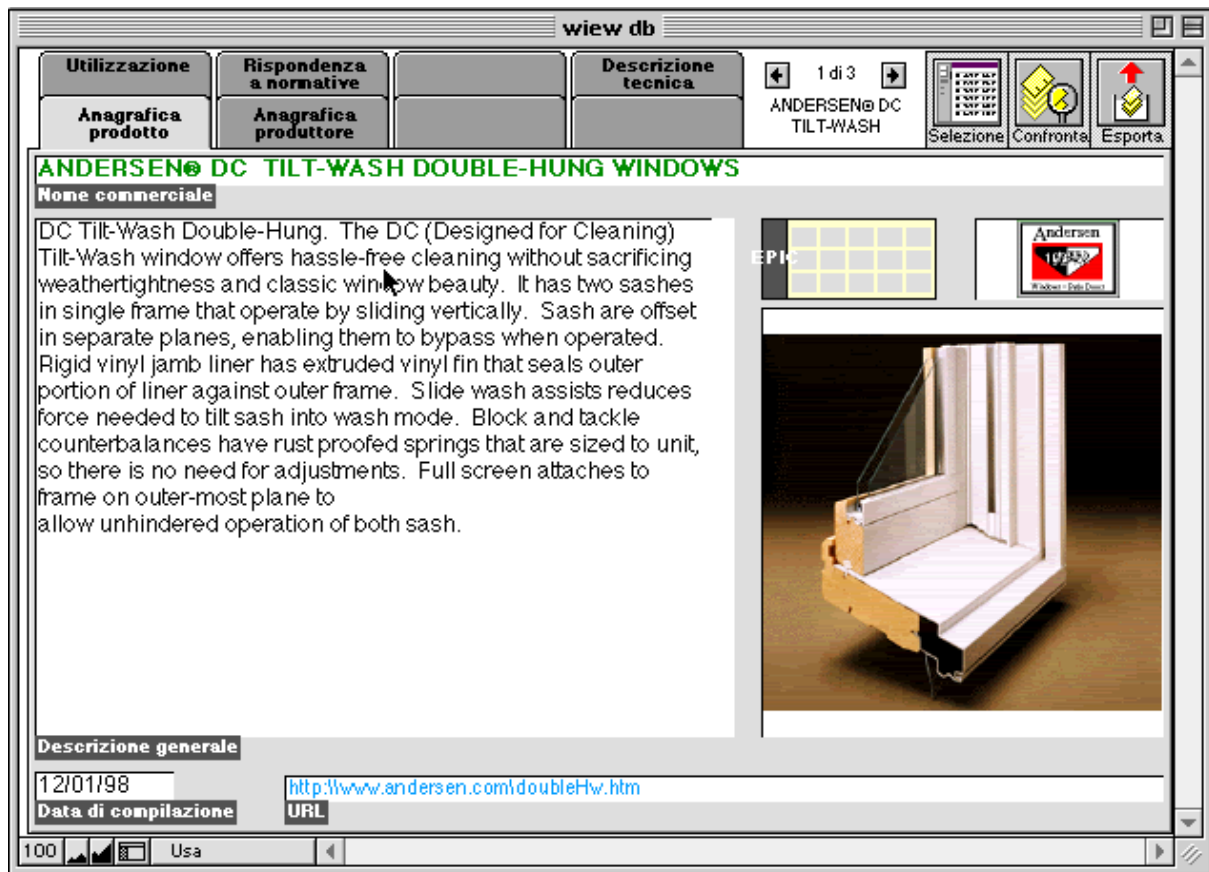 wiew db
Utilizzazione
Rispondenza
a normative
Descrizione
tecnica
1 di 3
Anagrafica
prodotto
Anagrafica
produttore
ANDERSEN® DC
TILT-WASH
Selezione
Confronta
Esporta
ANDERSEN® DC TILT-WASH DOUBLE-HUNG WINDOWS
Nome commerciale
DC Tilt-Wash Double-Hung. The DC (Designed for Cleaning)
Tilt-Wash window offers hassle-free cleaning without sacrificing
weathertightness and classic window beauty. It has two sashes
in single frame that operate by sliding vertically. Sash are offset
in separate planes, enabling them to bypass when operated.
Rigid vinyl jamb liner has extruded vinyl fin that seals outer
portion of liner against outer frame. Slide wash assists reduces
force needed to tilt sash into wash mode. Block and tackle
counterbalances have rust proofed springs that are sized to unit,
so there is no need for adjustments. Full screen attaches to
frame on outer-most plane to
allow unhindered operation of both sash.
EPIC
Andersen
Descrizione generale
12/01/98
Data di compilazione
http:\\www.andersen.com\doubleHw.htm
URL
100
Usa